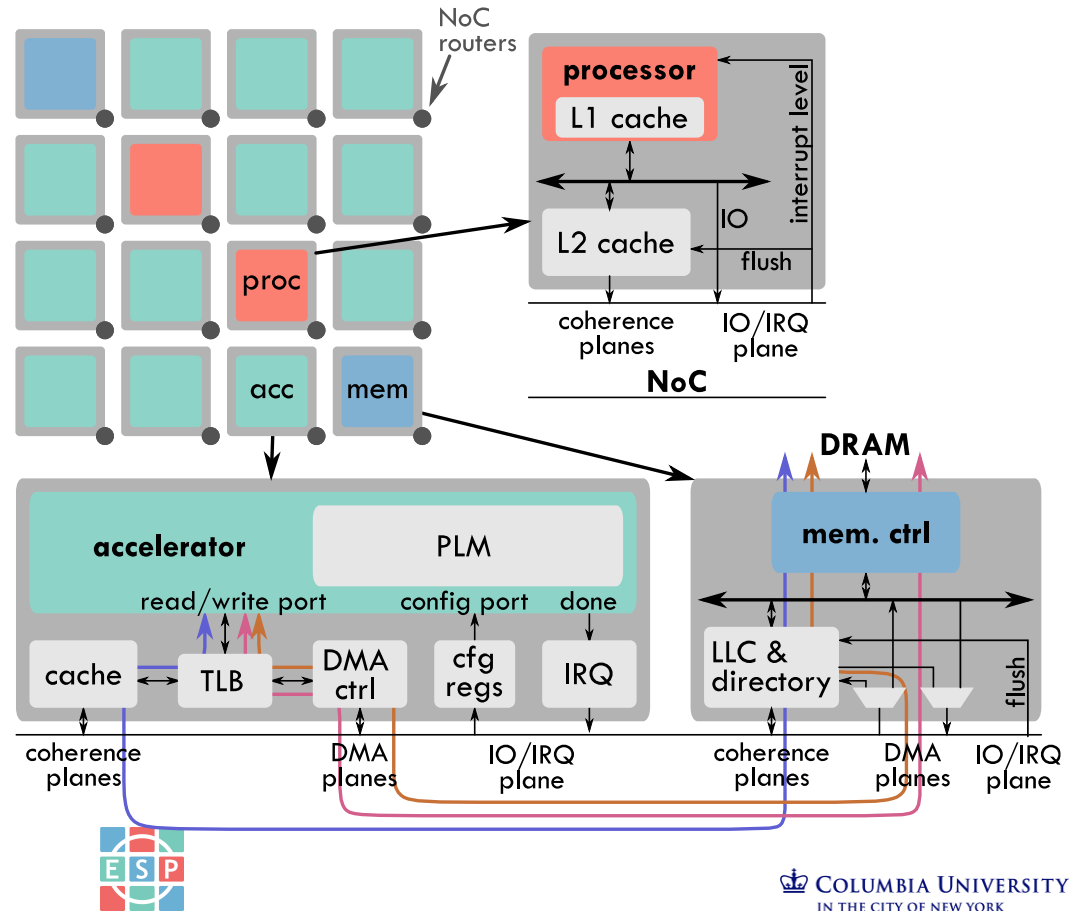 NoC
routers
processor
L1 cache
interrupt level
IO
L2 cache
flush
coherence
planes
IO/IRQ
plane
NoC
proc
acc
mem
DRAM
accelerator
PLM
mem. ctrl
read/write port
config port
done
cache
TLB
DMA
ctrl
cfg
regs
IRQ
LLC &
directory
flush
coherence
planes
DMA
planes
IO/IRQ
plane
coherence
planes
DMA
planes
IO/IRQ
plane
E S P
COLUMBIA UNIVERSITY
IN THE CITY OF NEW YORK